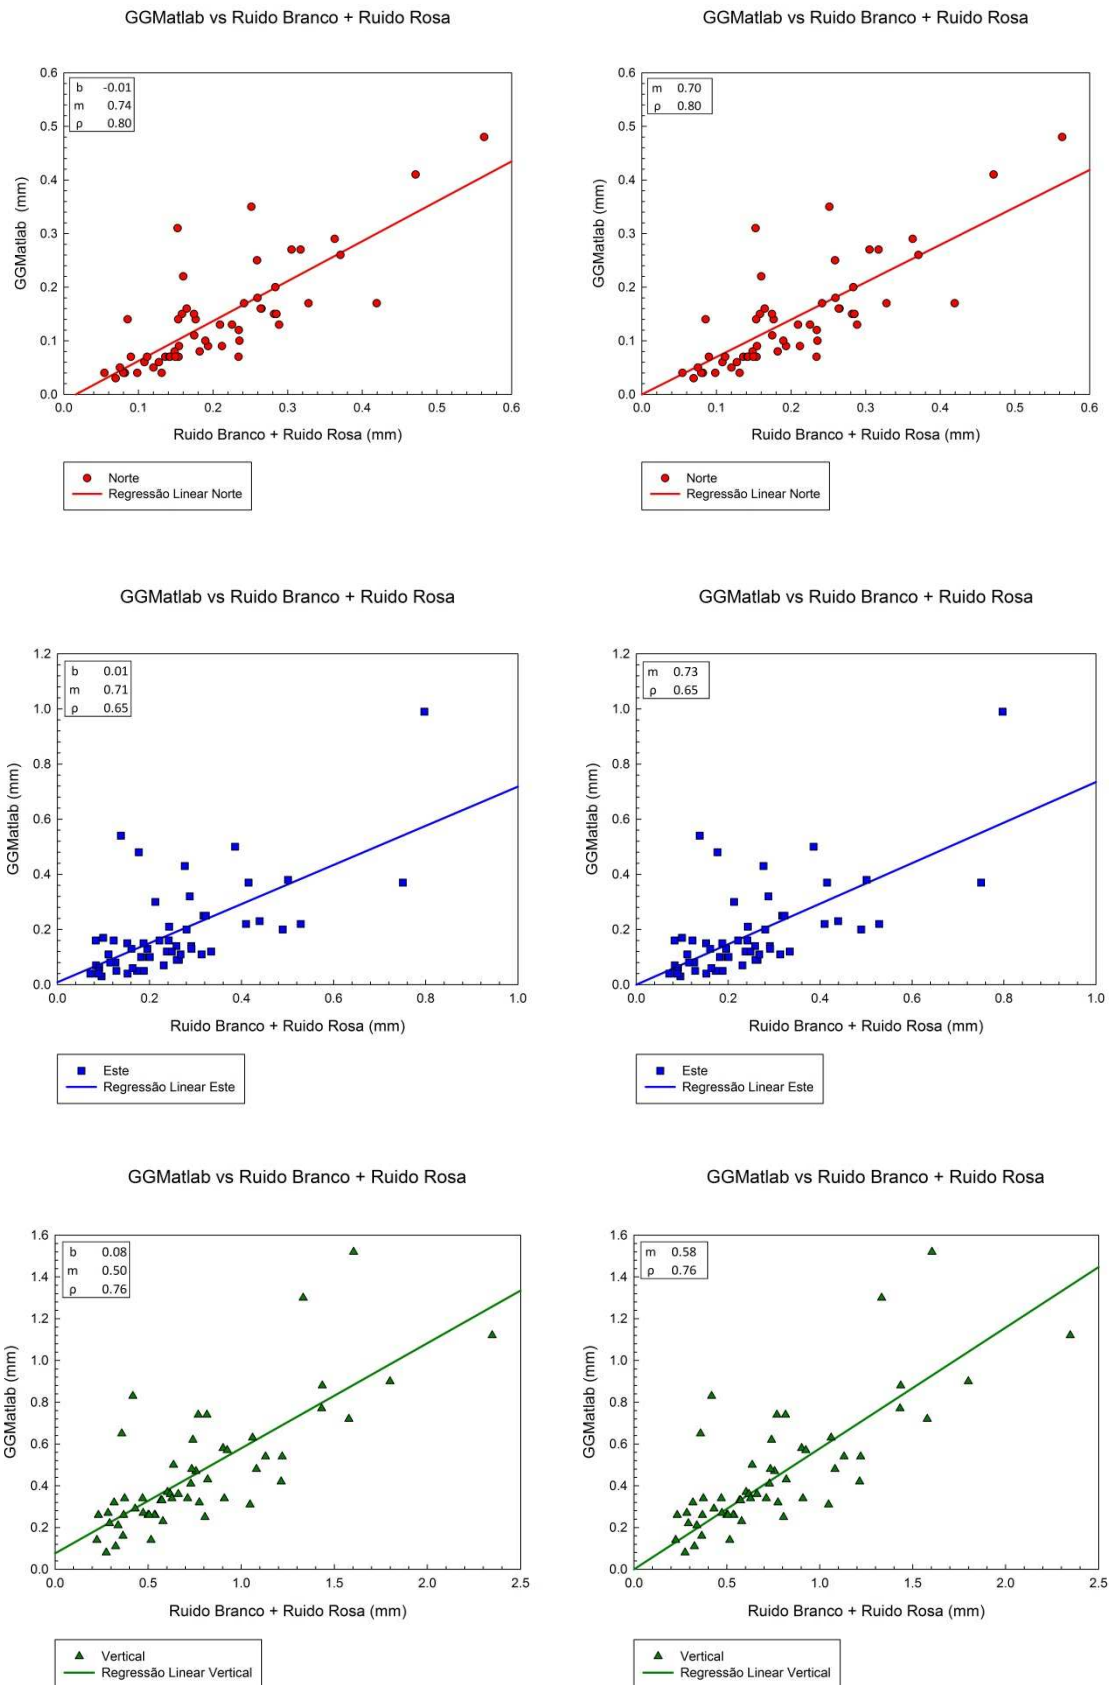 GGMatlab vs Ruido Branco + Ruido Rosa
GGMatlab (mm)
0.6
0.5
0.4
0.3
0.2
0.1
0.0
b -0.01
m 0.74
ρ 0.80
0.0 0.1 0.2 0.3 0.4 0.5 0.6
Ruido Branco + Ruido Rosa (mm)
Norte
Regressão Linear Norte
GGMatlab vs Ruido Branco + Ruido Rosa
GGMatlab (mm)
0.6
0.5
0.4
0.3
0.2
0.1
0.0
m 0.70
ρ 0.80
0.0 0.1 0.2 0.3 0.4 0.5 0.6
Ruido Branco + Ruido Rosa (mm)
Norte
Regressão Linear Norte
GGMatlab vs Ruido Branco + Ruido Rosa
GGMatlab (mm)
1.2
1.0
0.8
0.6
0.4
0.2
0.0
b 0.01
m 0.71
ρ 0.65
0.0 0.2 0.4 0.6 0.8 1.0
Ruido Branco + Ruido Rosa (mm)
Este
Regressão Linear Este
GGMatlab vs Ruido Branco + Ruido Rosa
GGMatlab (mm)
1.2
1.0
0.8
0.6
0.4
0.2
0.0
m 0.73
ρ 0.65
0.0 0.2 0.4 0.6 0.8 1.0
Ruido Branco + Ruido Rosa (mm)
Este
Regressão Linear Este
GGMatlab vs Ruido Branco + Ruido Rosa
GGMatlab (mm)
1.6
1.4
1.2
1.0
0.8
0.6
0.4
0.2
0.0
b 0.08
m 0.50
ρ 0.76
0.0 0.5 1.0 1.5 2.0 2.5
Ruido Branco + Ruido Rosa (mm)
Vertical
Regressão Linear Vertical
GGMatlab vs Ruido Branco + Ruido Rosa
GGMatlab (mm)
1.6
1.4
1.2
1.0
0.8
0.6
0.4
0.2
0.0
m 0.58
ρ 0.76
0.0 0.5 1.0 1.5 2.0 2.5
Ruido Branco + Ruido Rosa (mm)
Vertical
Regressão Linear Vertical